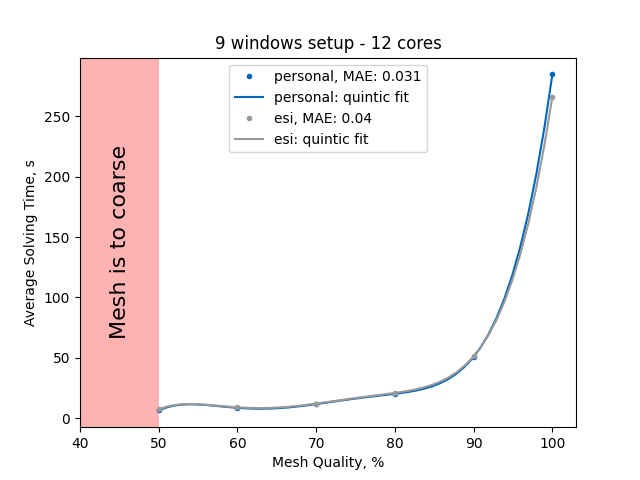 9 windows setup - 12 cores
personal, MAE: 0.031
personal: quintic fit
esi, MAE: 0.04
esi: quintic fit
Mesh is to coarse
Average Solving Time, s
250
200
150
100
50
0
40 50 60 70 80 90 100
Mesh Quality, %